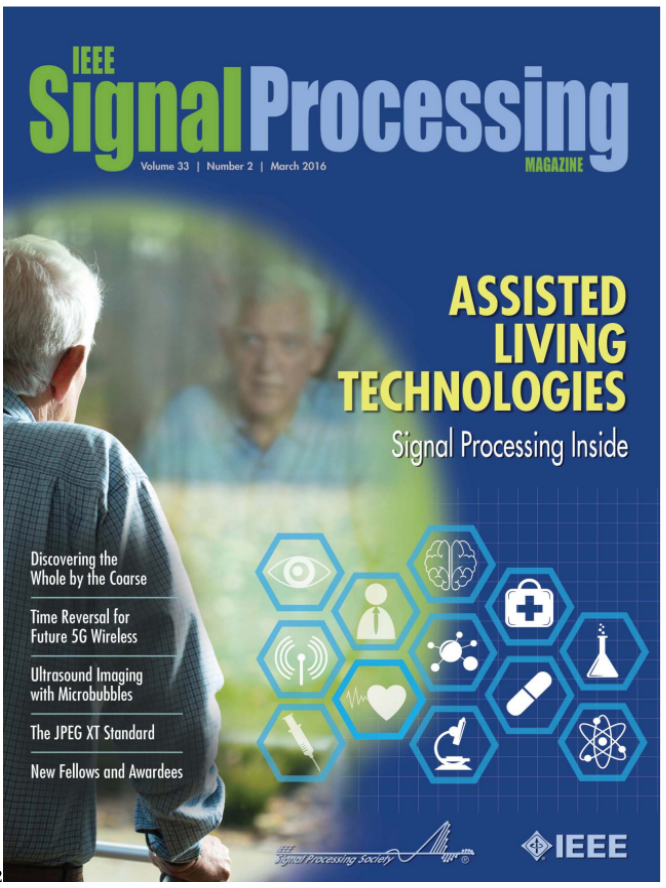 IEEE
Signal Processing
MAGAZINE
Volume 33 | Number 2 | March 2016
ASSISTED
LIVING
TECHNOLOGIES
Signal Processing Inside
Discovering the
Whole by the Coarse
Time Reversal for
Future 5G Wireless
Ultrasound Imaging
with Microbubbles
The JPEG XT Standard
New Fellows and Awardees
IEEE
Signal Processing Society
®
IEEE